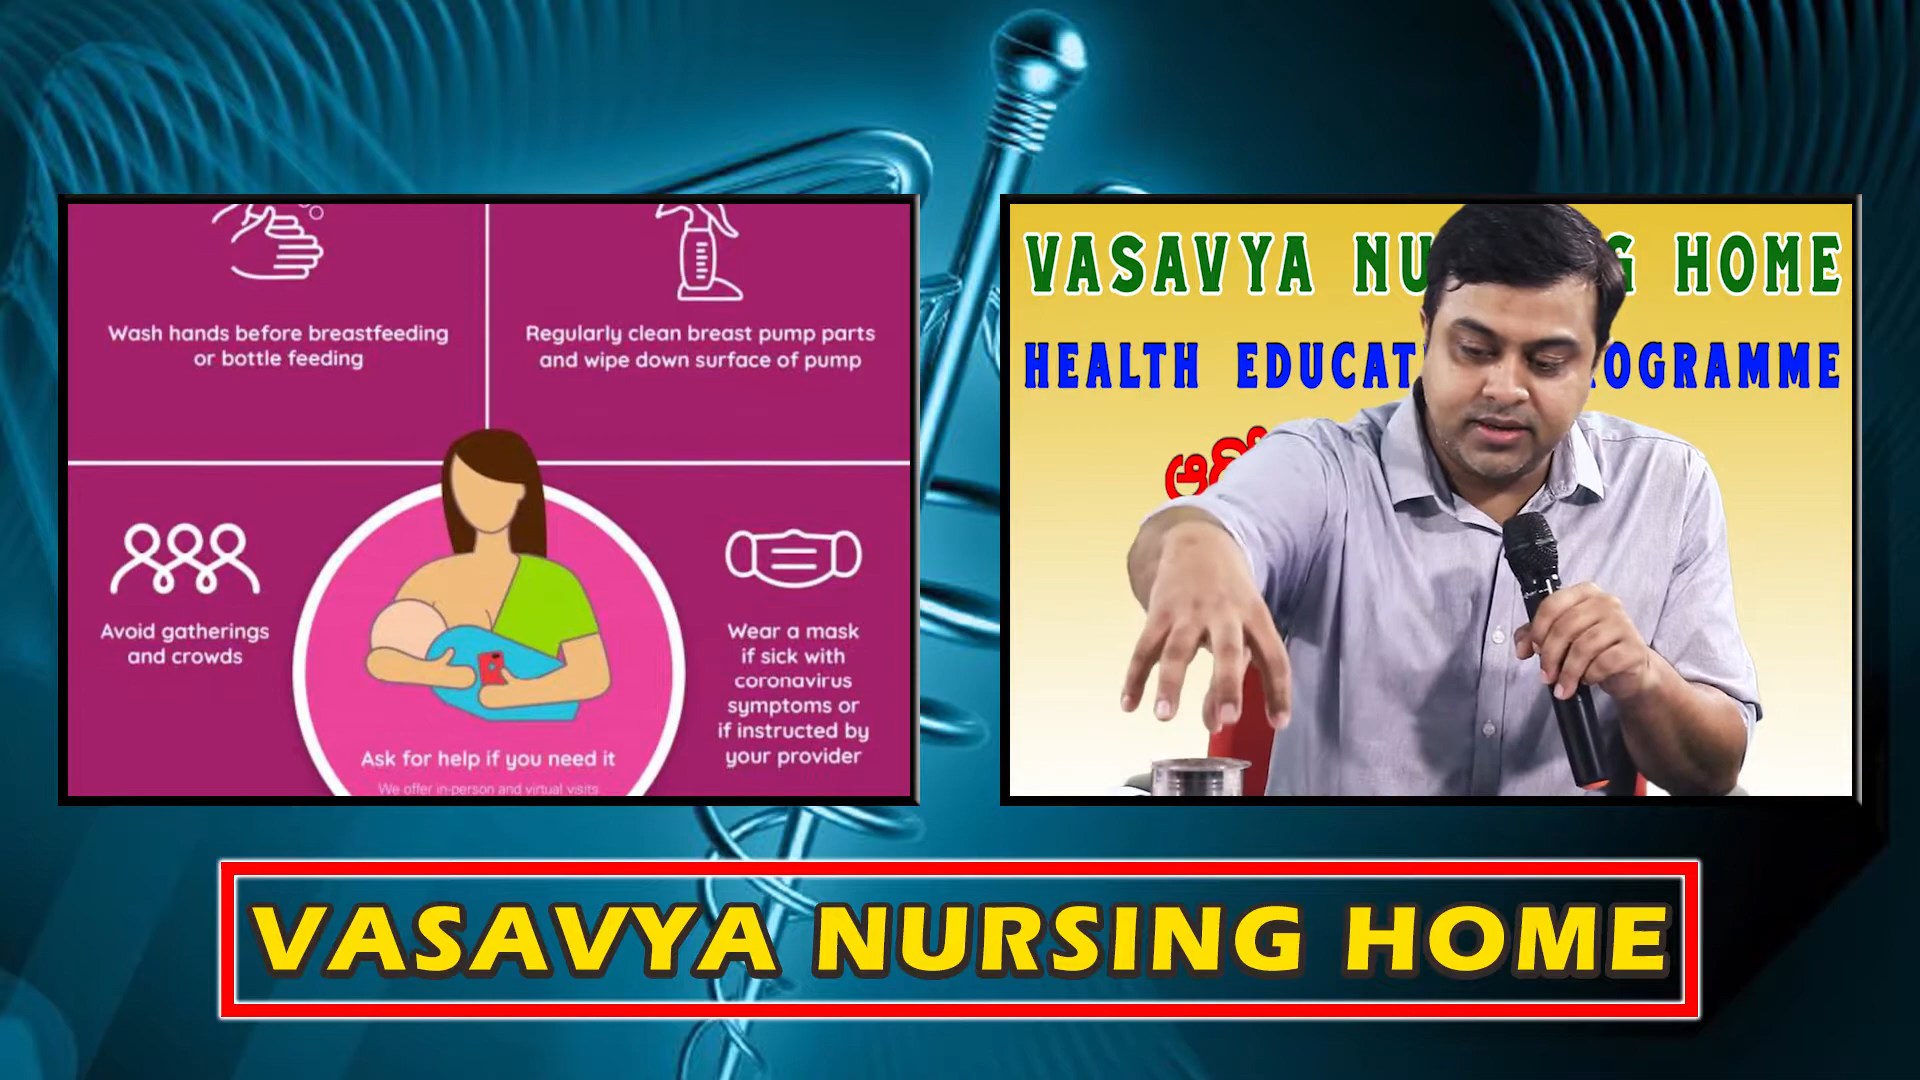 Wash hands before breastfeeding
or bottle feeding
Regularly clean breast pump parts
and wipe down surface of pump
Avoid gatherings
and crowds
Wear a mask
if sick with
coronavirus
symptoms or
if instructed by
your provider
Ask for help if you need it
We offer in-person and virtual visits
VASAVYA NU G HOME
HEALTH EDUCAT OGRAMME
VASAVYA NURSING HOME